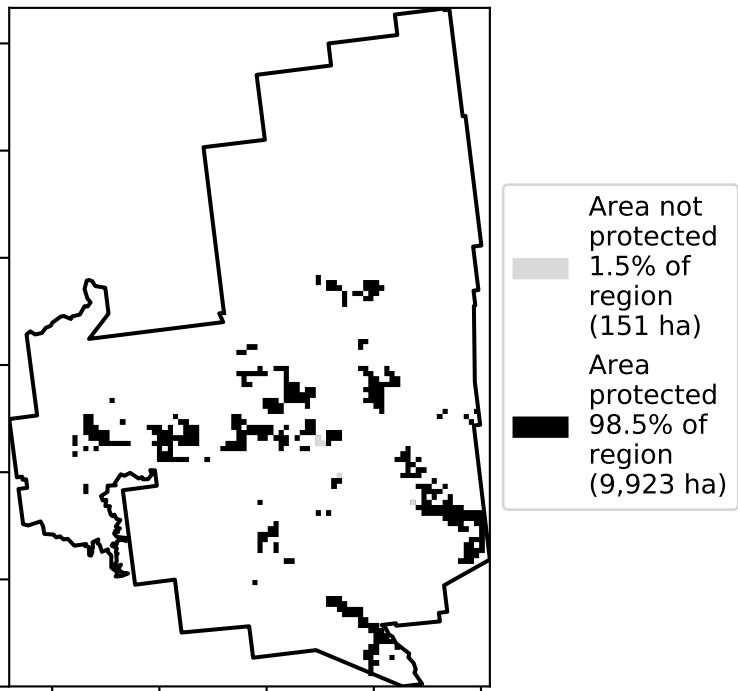 Area not
protected
1.5% of
region
(151 ha)
Area
protected
98.5% of
region
(9,923 ha)